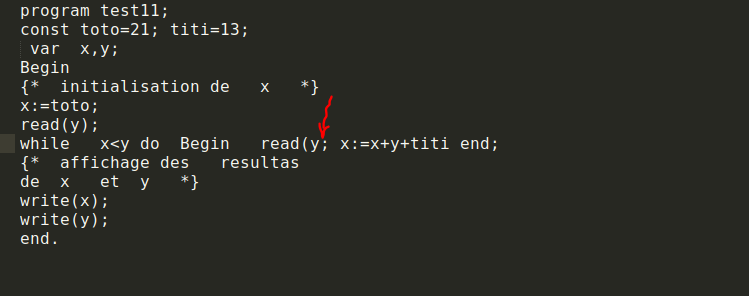 program test11;
const toto=21; titi=13;
var x,y;
Begin
{* initialisation de x *}
x:=toto;
read(y);
while x<y do Begin read(y; x:=x+y+titi end;
{* affichage des resultas
de x et y *}
write(x);
write(y);
end.